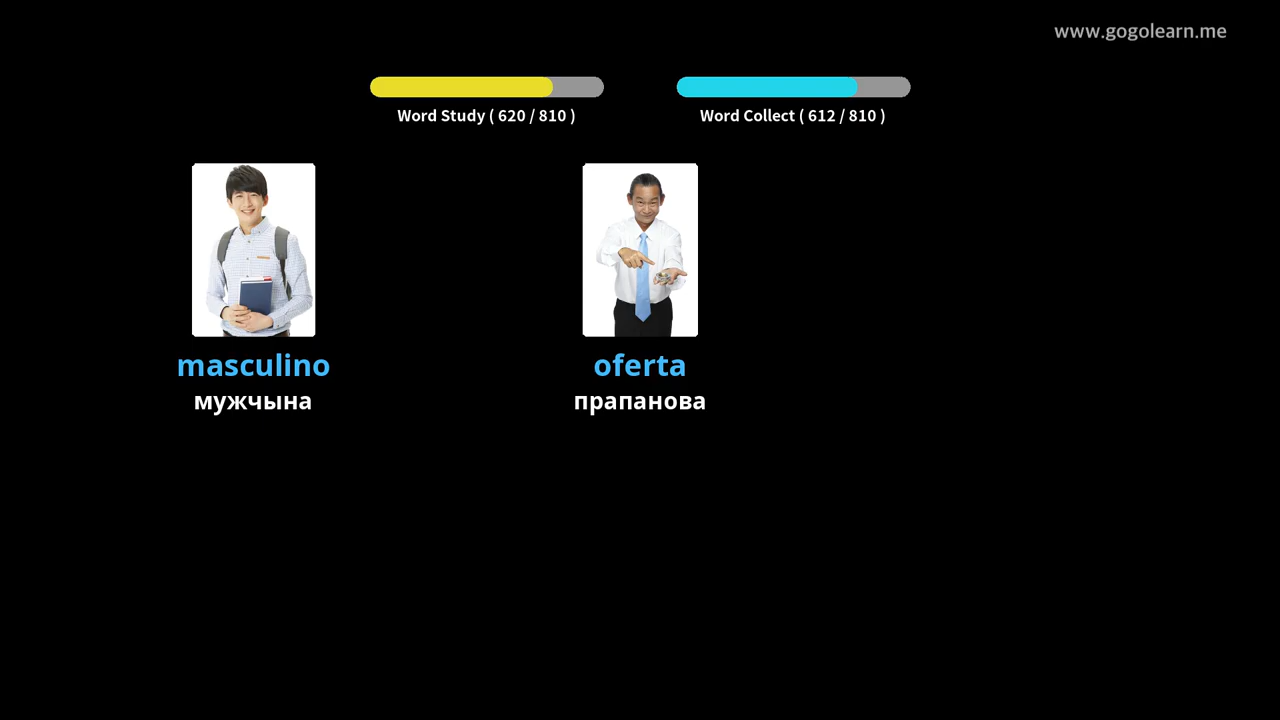 www.gogolearn.me
Word Study ( 620 / 810 )
Word Collect ( 612 / 810 )
masculino
мужчына
oferta
прапанова